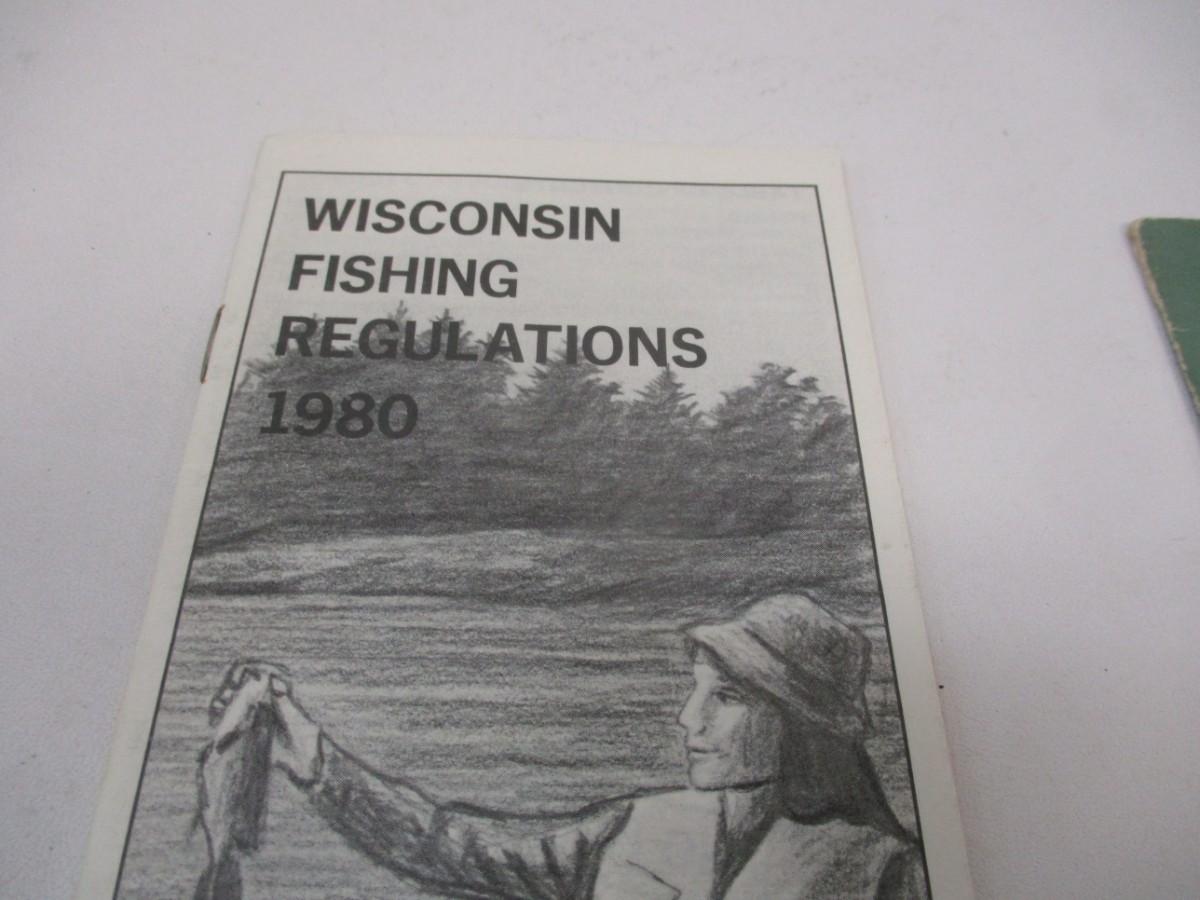 WISCONSIN
FISHING
REGULATIONS
1980